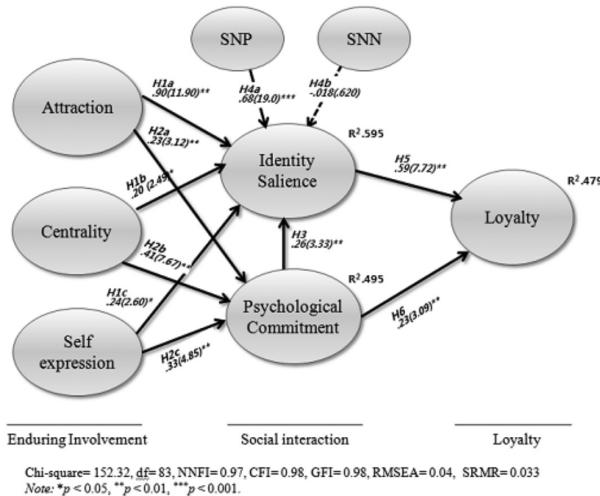 SNP
SNN
H1a
.90(11.90)**
H4a
.68(19.0)***
H4b
-.018(.620)
Attraction
H2a
.23(3.12)**
R².595
Identity
Salience
H5
.59(7.72)**
R².479
H1b
.20 (2.49)*
Centrality
Loyalty
H2b
.41(7.67)**
H3
.26(3.33)**
R².495
H1c
.24(2.60)*
Psychological
Commitment
H6
.23(3.09)**
Self
expression
H2c
.33(4.85)**
Enduring Involvement
Social interaction
Loyalty
Chi-square= 152.32, df= 83, NNFI= 0.97, CFI= 0.98, GFI= 0.98, RMSEA= 0.04, SRMR= 0.033
Note: *p < 0.05, **p < 0.01, ***p < 0.001.